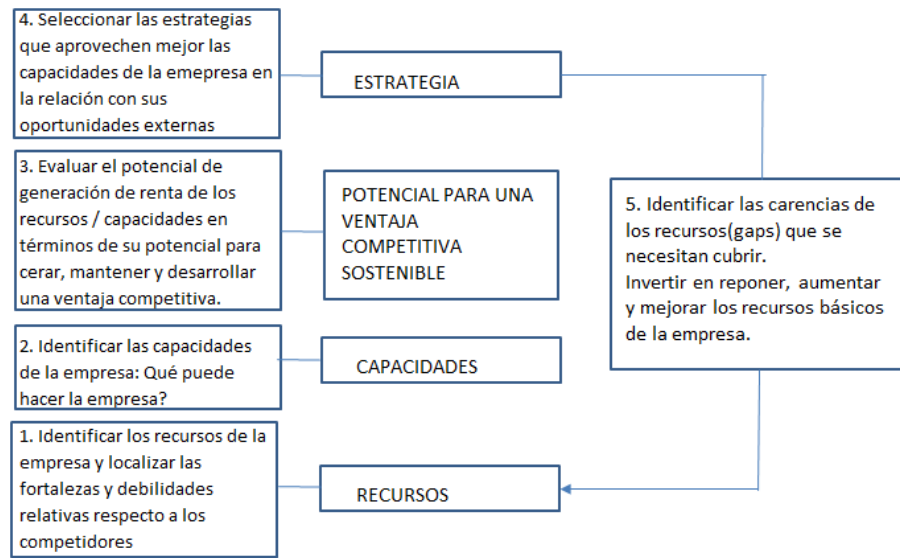 4. Seleccionar las estrategias
que aprovechen mejor las
capacidades de la emepresa en
la relación con sus
oportunidades externas
ESTRATEGIA
3. Evaluar el potencial de
generación de renta de los
recursos / capacidades en
términos de su potencial para
cerar, mantener y desarrollar
una ventaja competitiva.
POTENCIAL PARA UNA
VENTAJA
COMPETITIVA
SOSTENIBLE
5. Identificar las carencias de
los recursos(gaps) que se
necesitan cubrir.
Invertir en reponer, aumentar
y mejorar los recursos básicos
de la empresa.
2. Identificar las capacidades
de la empresa: Qué puede
hacer la empresa?
CAPACIDADES
1. Identificar los recursos de la
empresa y localizar las
fortalezas y debilidades
relativas respecto a los
competidores
RECURSOS